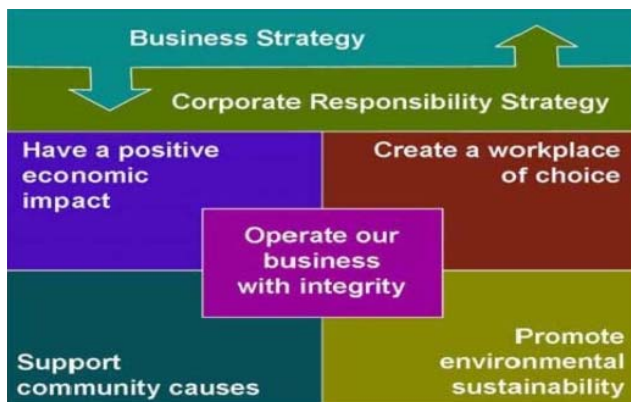 Business Strategy
Corporate Responsibility Strategy
Have a positive
economic
impact
Create a workplace
of choice
Operate our
business
with integrity
Support
community causes
Promote
environmental
sustainability